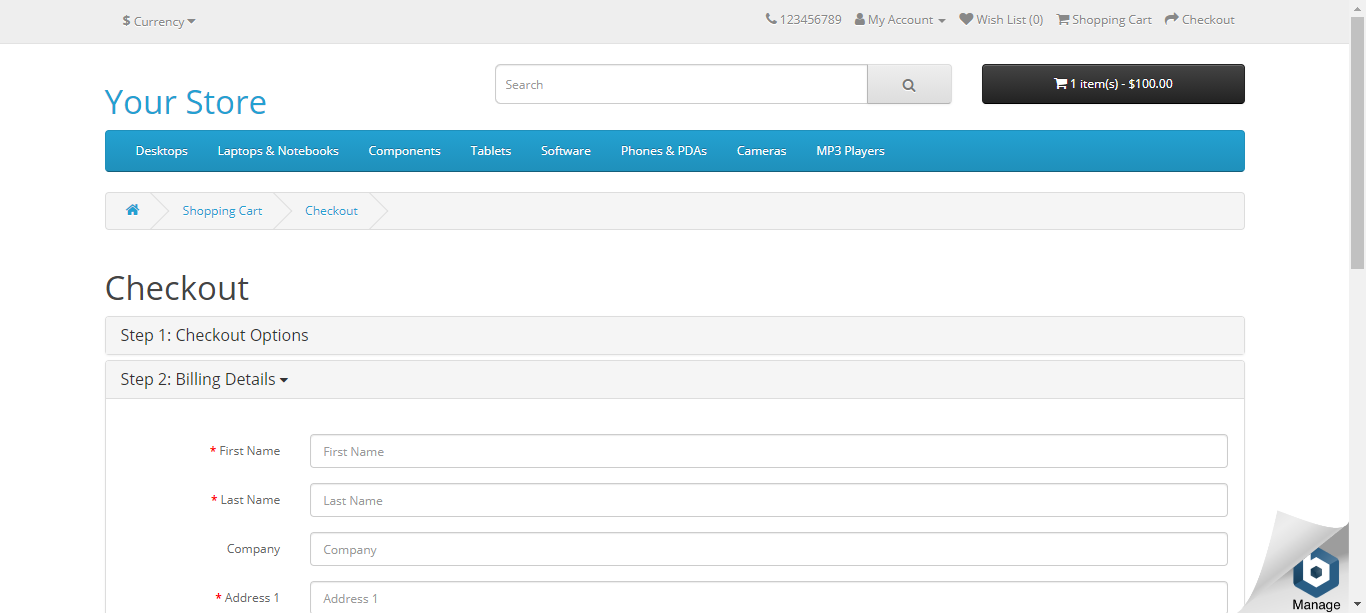 $ Currency
123456789 My Account Wish List (0) Shopping Cart Checkout
Your Store
Search
1 item(s) - $100.00
Desktops Laptops & Notebooks Components Tablets Software Phones & PDAs Cameras MP3 Players
Shopping Cart Checkout
Checkout
Step 1: Checkout Options
Step 2: Billing Details
* First Name First Name
* Last Name Last Name
Company Company
* Address 1 Address 1
Manage